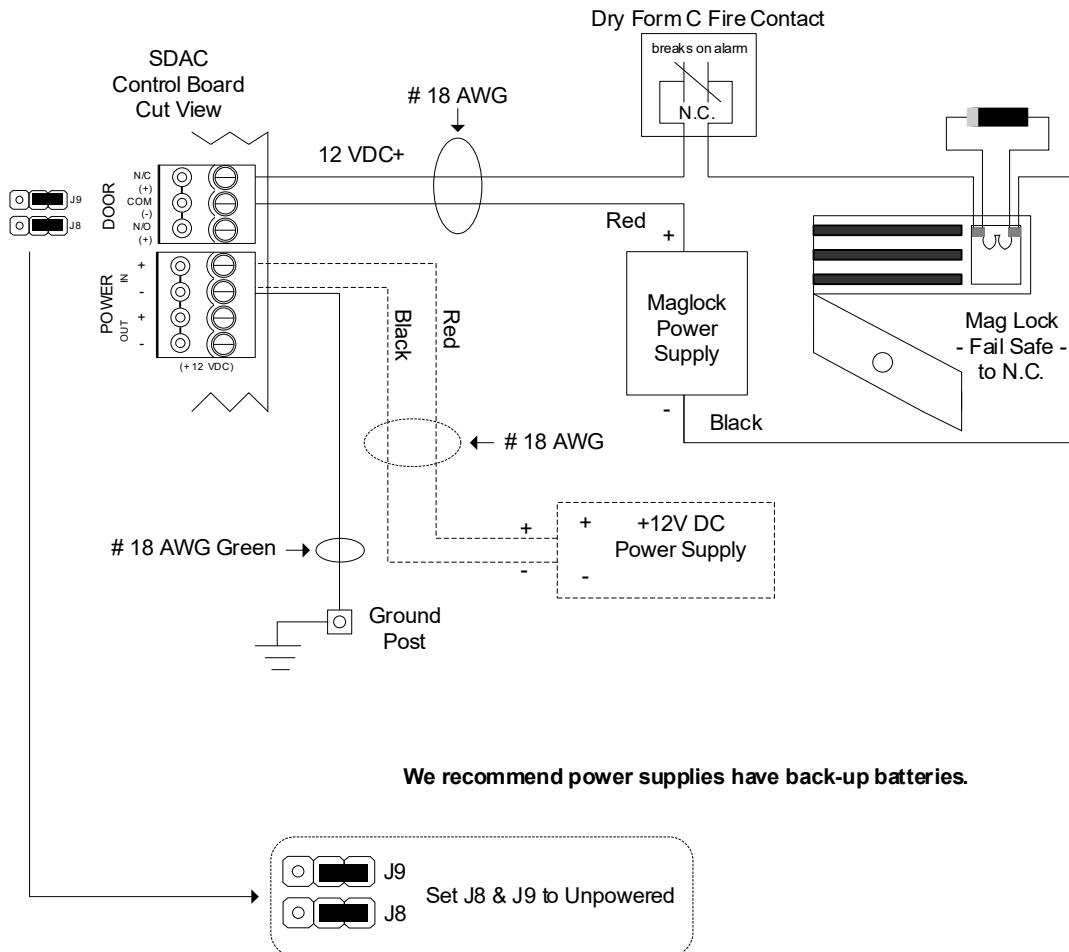 Dry Form C Fire Contact
breaks on alarm
N.C.
SDAC
Control Board
Cut View
# 18 AWG
12 VDC+
J9
J8
DOOR
N/C
(+)
COM
(-)
N/O
(+)
POWER
IN
+
-
OUT
+
-
(+ 12 VDC)
Red
+
Maglock
Power
Supply
-
Black
Mag Lock
- Fail Safe -
to N.C.
Black
Red
# 18 AWG
+
-
+
-
+12V DC
Power Supply
# 18 AWG Green
Ground
Post
We recommend power supplies have back-up batteries.
J9
J8
Set J8 & J9 to Unpowered